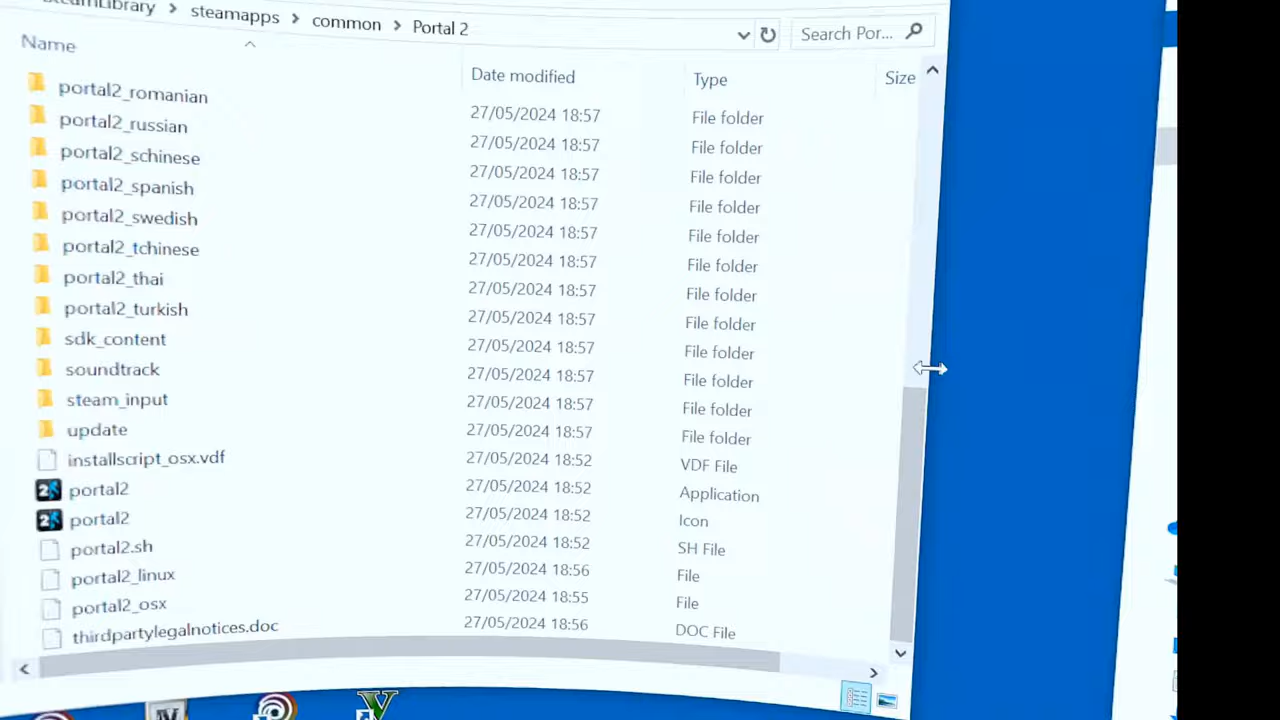 steamapps > common > Portal 2
Search Por...
Name
Date modified
Type
Size
portal2_romanian 27/05/2024 18:57 File folder
portal2_russian 27/05/2024 18:57 File folder
portal2_schinese 27/05/2024 18:57 File folder
portal2_spanish 27/05/2024 18:57 File folder
portal2_swedish 27/05/2024 18:57 File folder
portal2_tchinese 27/05/2024 18:57 File folder
portal2_thai 27/05/2024 18:57 File folder
portal2_turkish 27/05/2024 18:57 File folder
sdk_content 27/05/2024 18:57 File folder
soundtrack 27/05/2024 18:57 File folder
steam_input 27/05/2024 18:57 File folder
update 27/05/2024 18:57 File folder
installscript_osx.vdf 27/05/2024 18:52 VDF File
portal2 27/05/2024 18:52 Application
portal2 27/05/2024 18:52 Icon
portal2.sh 27/05/2024 18:52 SH File
portal2_linux 27/05/2024 18:56 File
portal2_osx 27/05/2024 18:55 File
thirdpartylegalnotices.doc 27/05/2024 18:56 DOC File